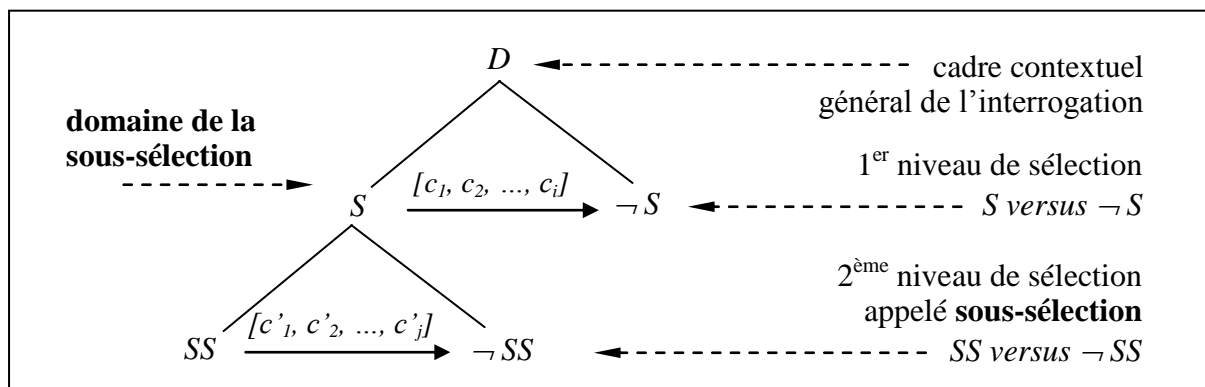 D
cadre contextuel
général de l’interrogation
domaine de la
sous-sélection
1er niveau de sélection
S
[c1, c2, ..., ci]
¬ S
S versus ¬ S
2ème niveau de sélection
appelé sous-sélection
SS
[c’1, c’2, ..., c’j]
¬ SS
SS versus ¬ SS